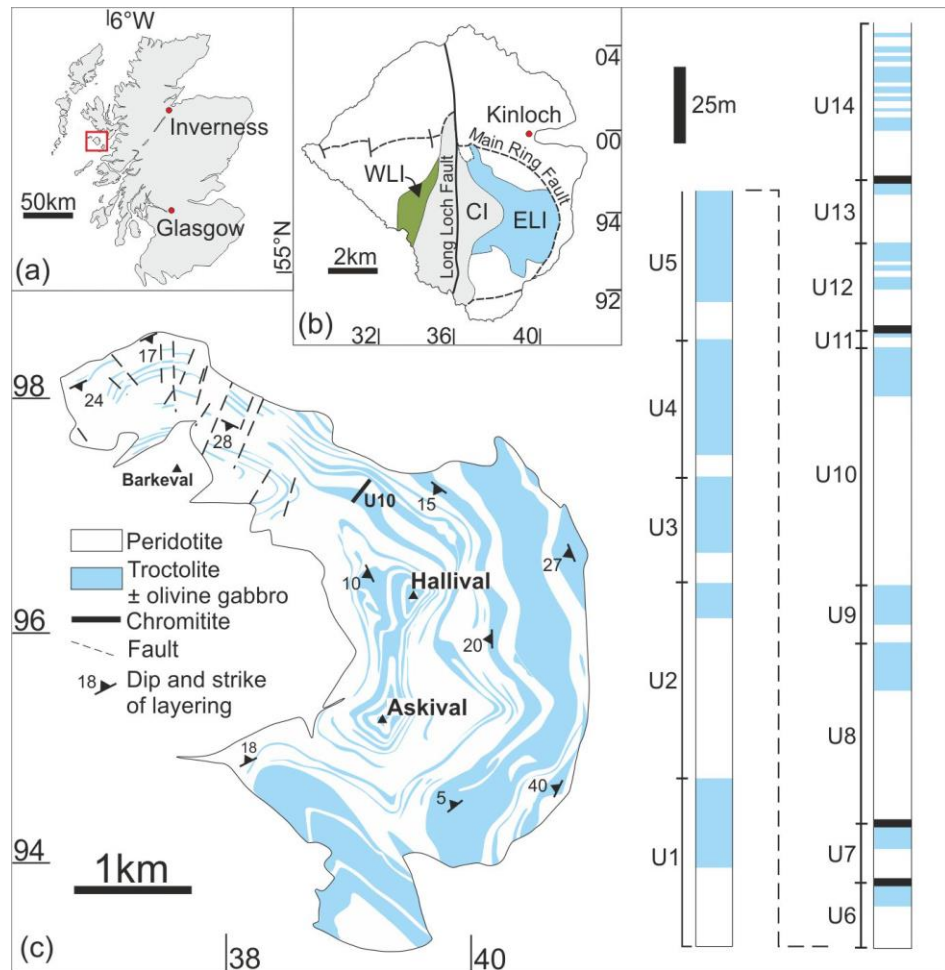 6°W
Inverness
50km
Glasgow
55°N
(a)
04
Kinloch
00
Main Ring Fault
WLI
Long Loch Fault
CI
ELI
94
2km
92
(b)
32
36
40
98
17
24
28
Barkeval
U10
15
Peridotite
Troctolite
± olivine gabbro
Chromitite
Fault
18 Dip and strike
of layering
10
Hallival
27
96
20
Askival
18
5
40
94
1km
(c)
38
40
25m
U5
U4
U3
U2
U1
U14
U13
U12
U11
U10
U9
U8
U7
U6